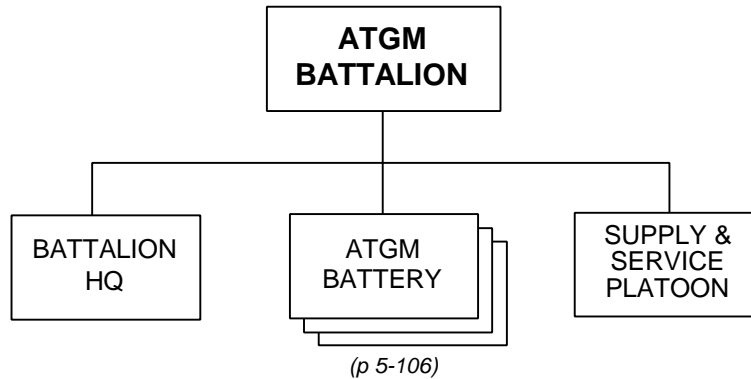 ATGM
BATTALION
BATTALION
HQ
ATGM
BATTERY
SUPPLY &
SERVICE
PLATOON
(p 5-106)